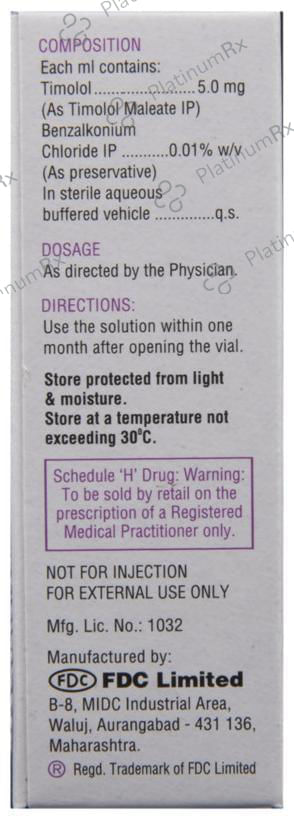 COMPOSITION
Each ml contains:
Timolol..........................5.0 mg
(As Timolol Maleate IP)
Benzalkonium
Chloride IP ...........0.01% w/v
(As preservative)
In sterile aqueous
buffered vehicle ..............q.s.
DOSAGE
As directed by the Physician.
DIRECTIONS:
Use the solution within one
month after opening the vial.
Store protected from light
& moisture.
Store at a temperature not
exceeding 30⁰C.
Schedule 'H' Drug: Warning:
To be sold by retail on the
prescription of a Registered
Medical Practitioner only.
NOT FOR INJECTION
FOR EXTERNAL USE ONLY
Mfg. Lic. No.: 1032
Manufactured by:
FDC FDC Limited
B-8, MIDC Industrial Area,
Waluj, Aurangabad - 431 136,
Maharashtra.
® Regd. Trademark of FDC Limited
PlatinumRx
PlatinumRx
PlatinumRx